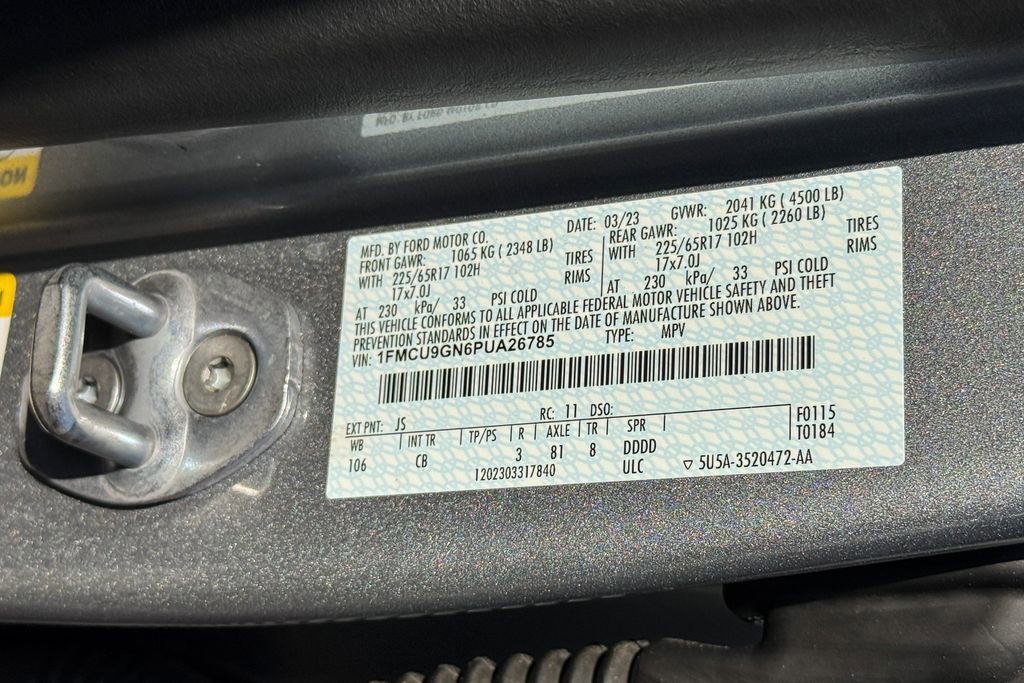 MFD. BY FORD MOTOR CO.
DATE: 03/23 GVWR: 2041 KG ( 4500 LB)
FRONT GAWR: 1065 KG ( 2348 LB)
WITH 225/65R17 102H TIRES
17x7.0J RIMS
AT 230 kPa/ 33 PSI COLD
REAR GAWR: 1025 KG ( 2260 LB)
WITH 225/65R17 102H TIRES
17x7.0J RIMS
AT 230 kPa/ 33 PSI COLD
THIS VEHICLE CONFORMS TO ALL APPLICABLE FEDERAL MOTOR VEHICLE SAFETY AND THEFT
PREVENTION STANDARDS IN EFFECT ON THE DATE OF MANUFACTURE SHOWN ABOVE.
VIN: 1FMCU9GN6PUA26785 TYPE: MPV
EXT PNT: JS RC: 11 DSO:
WB INT TR TP/PS R AXLE TR SPR F0115
106 CB 3 81 8 DDDD T0184
1202303317840 ULC ▽ 5U5A-3520472-AA